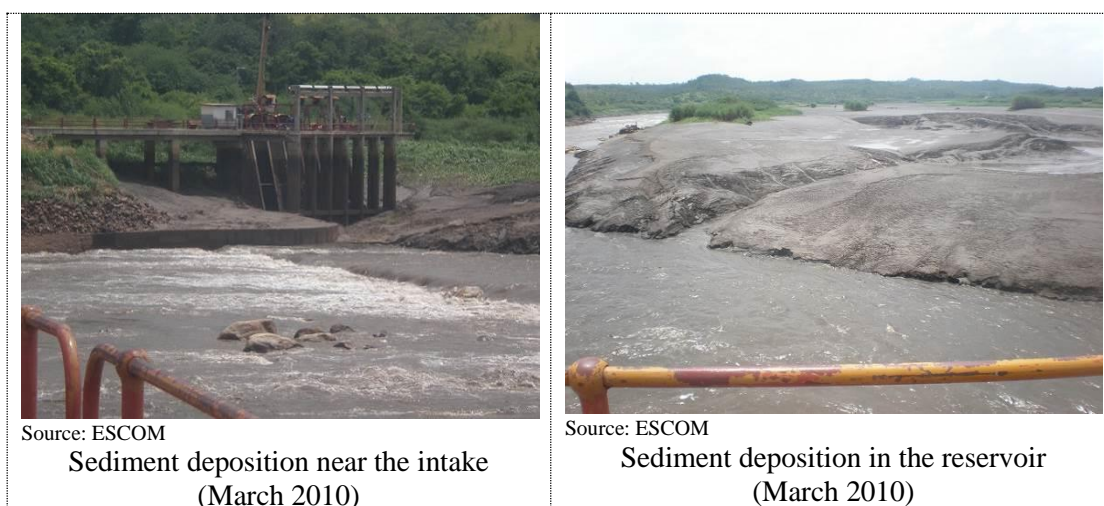 Source: ESCOM
Sediment deposition near the intake
(March 2010)
Source: ESCOM
Sediment deposition in the reservoir
(March 2010)